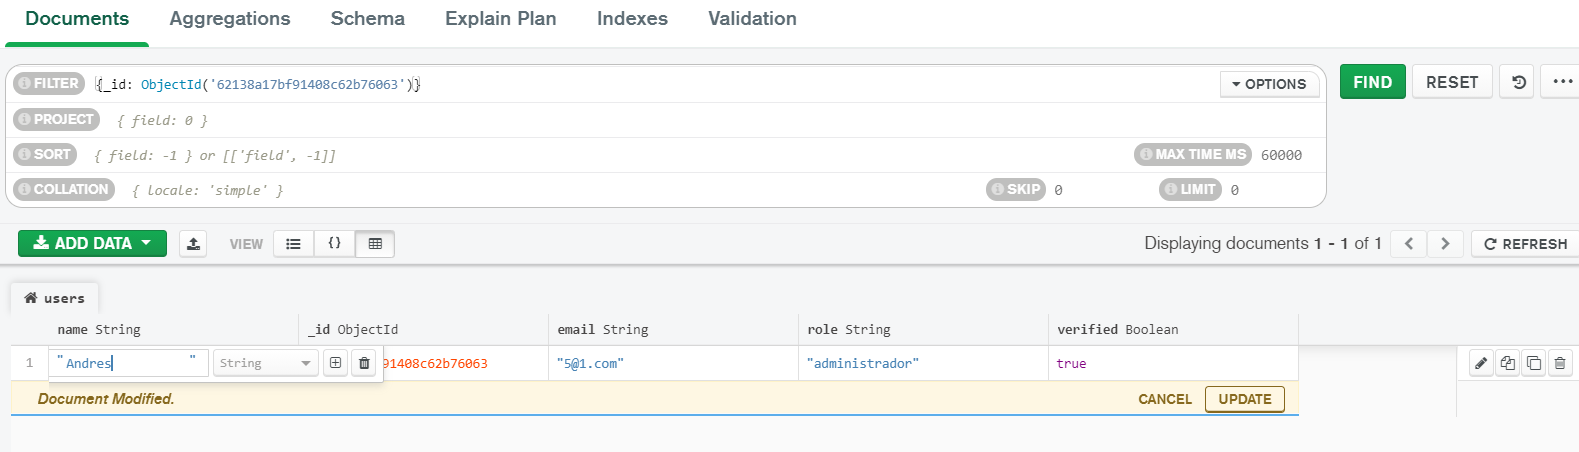 Documents Aggregations Schema Explain Plan Indexes Validation
FILTER {_id: ObjectId('62138a17bf91408c62b76063')} OPTIONS FIND RESET
PROJECT { field: 0 }
SORT { field: -1 } or [['field', -1]] MAX TIME MS 60000
COLLATION { locale: 'simple' } SKIP 0 LIMIT 0
ADD DATA VIEW {} Displaying documents 1 - 1 of 1 REFRESH
users
name String _id ObjectId email String role String verified Boolean
1 "Andres " String 91408c62b76063 "5@1.com" "administrador" true
Document Modified. CANCEL UPDATE